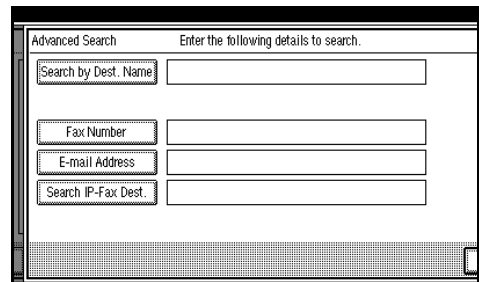 Advanced Search Enter the following details to search.
Search by Dest. Name
Fax Number
E-mail Address
Search IP-Fax Dest.